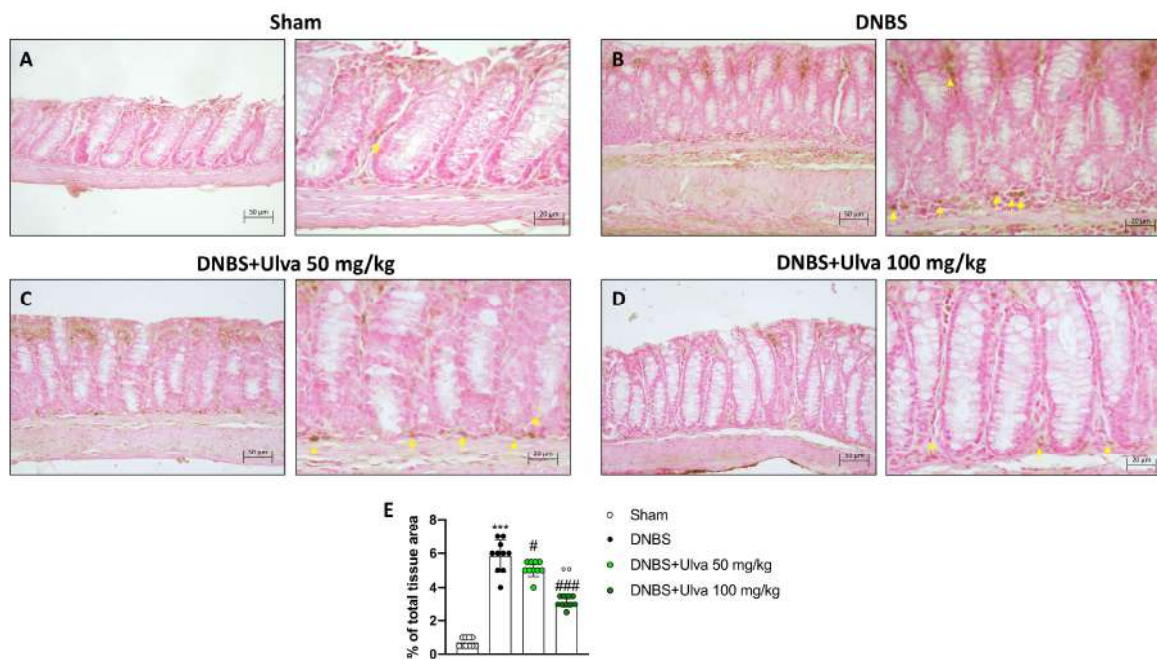 Sham
DNBS
A
50 µm
20 µm
B
50 µm
20 µm
DNBS+Ulva 50 mg/kg
DNBS+Ulva 100 mg/kg
C
50 µm
20 µm
D
50 µm
20 µm
E
% of total tissue area
8
6
4
2
0
***
#
°°
###
Sham
DNBS
DNBS+Ulva 50 mg/kg
DNBS+Ulva 100 mg/kg